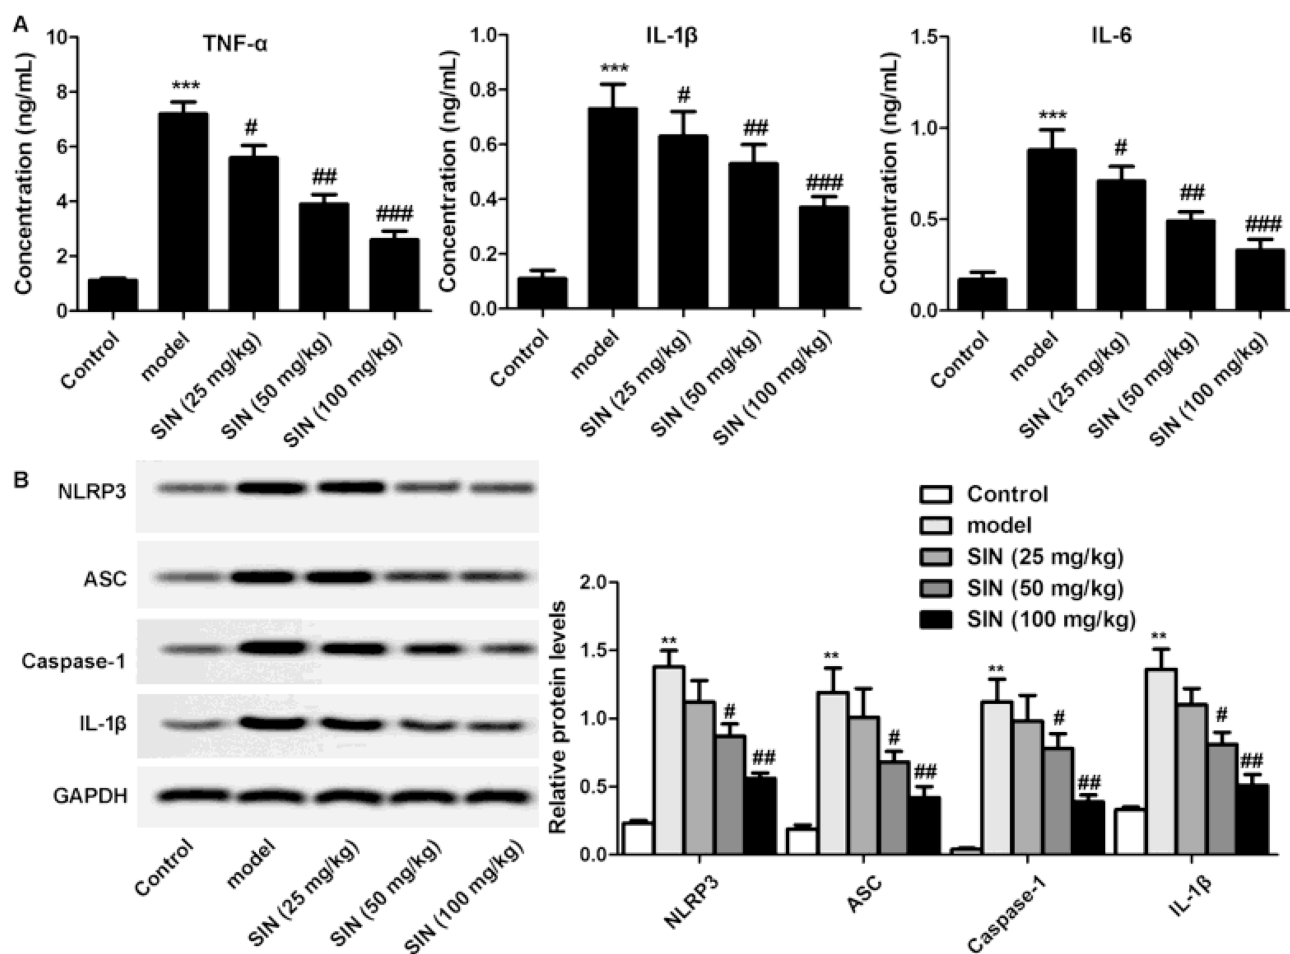 A
TNF-α
Concentration (ng/mL)
10
8
6
4
2
0
***
#
##
###
Control
model
SIN (25 mg/kg)
SIN (50 mg/kg)
SIN (100 mg/kg)
IL-1β
Concentration (ng/mL)
1.0
0.8
0.6
0.4
0.2
0.0
***
#
##
###
Control
model
SIN (25 mg/kg)
SIN (50 mg/kg)
SIN (100 mg/kg)
IL-6
Concentration (ng/mL)
1.5
1.0
0.5
0.0
***
#
##
###
Control
model
SIN (25 mg/kg)
SIN (50 mg/kg)
SIN (100 mg/kg)
B
NLRP3
ASC
Caspase-1
IL-1β
GAPDH
Control
model
SIN (25 mg/kg)
SIN (50 mg/kg)
SIN (100 mg/kg)
Control
model
SIN (25 mg/kg)
SIN (50 mg/kg)
SIN (100 mg/kg)
Relative protein levels
2.0
1.5
1.0
0.5
0.0
**
#
##
**
#
##
**
#
##
**
#
##
NLRP3
ASC
Caspase-1
IL-1β